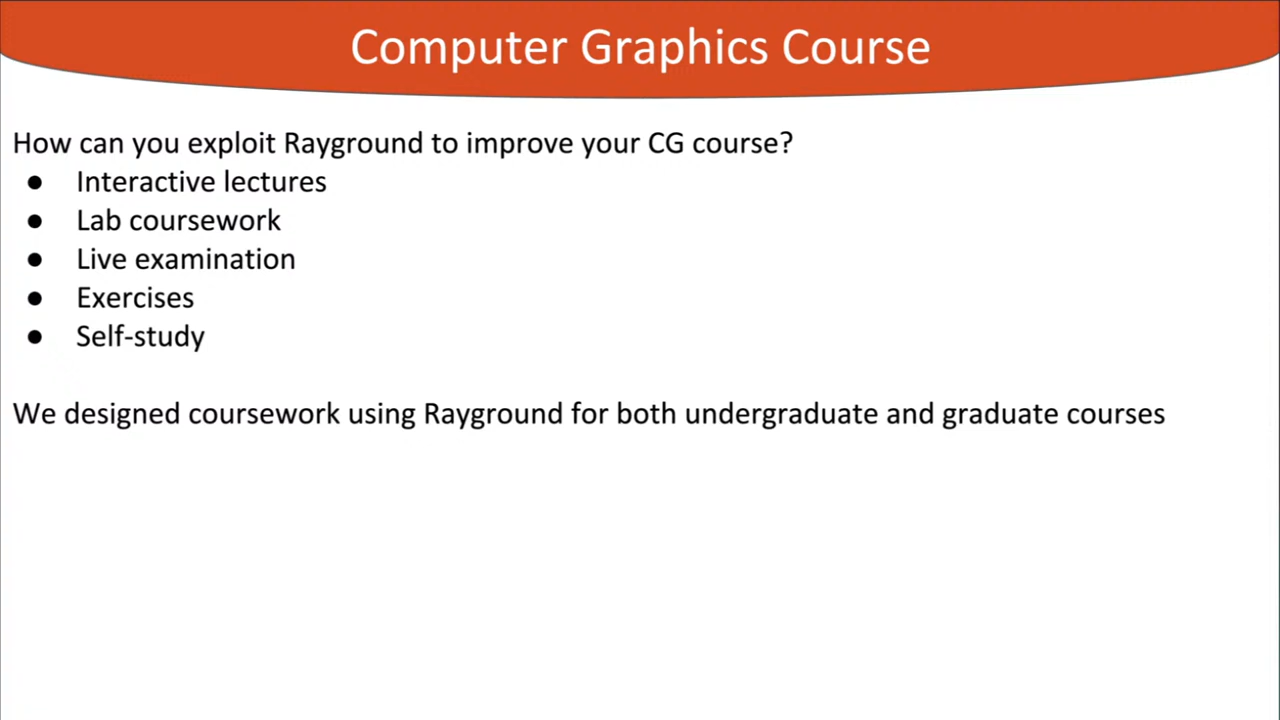 Computer Graphics Course
How can you exploit Rayground to improve your CG course?
● Interactive lectures
● Lab coursework
● Live examination
● Exercises
● Self-study
We designed coursework using Rayground for both undergraduate and graduate courses